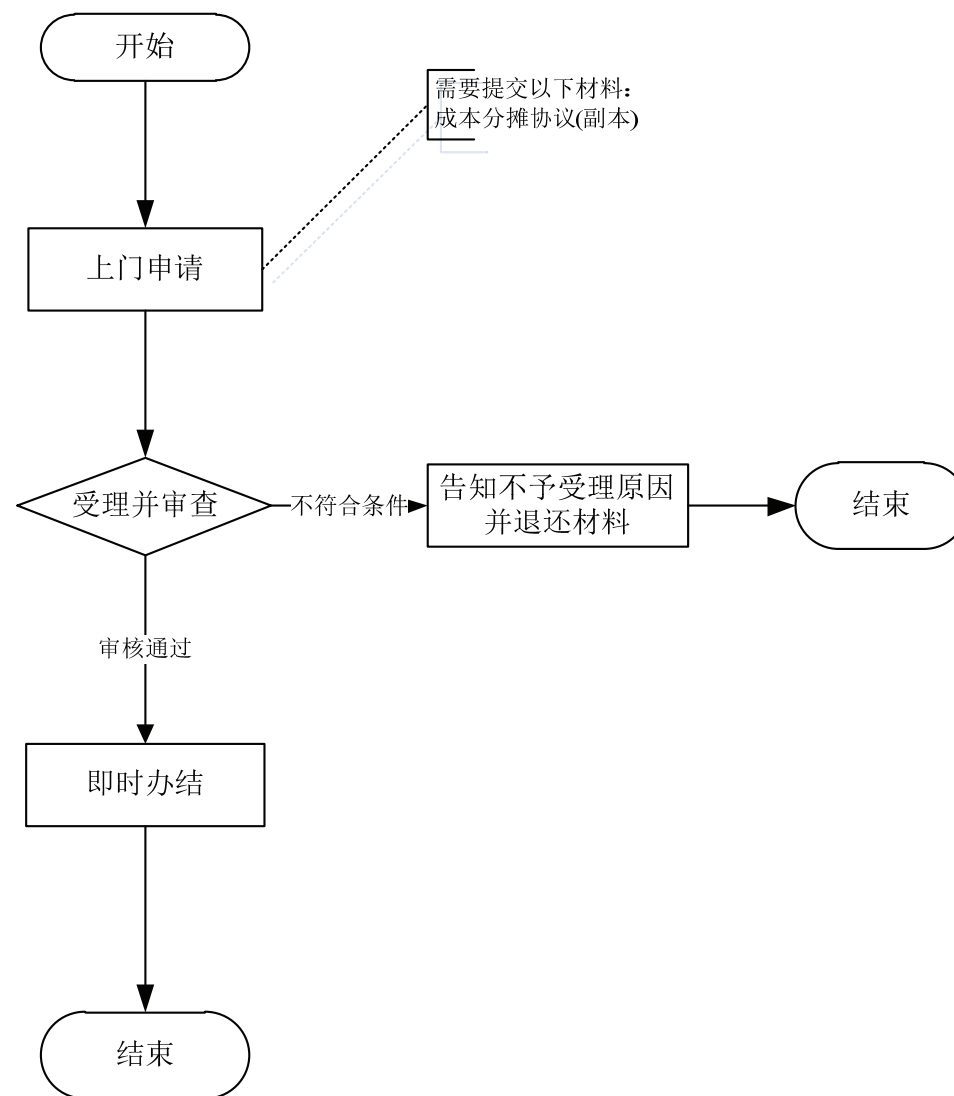 开始
需要提交以下材料：
成本分摊协议(副本)
上门申请
受理并审查
不符合条件
告知不予受理原因
并退还材料
结束
审核通过
即时办结
结束